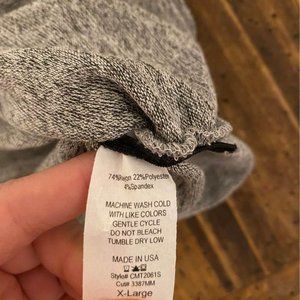 74%Rayon 22%Polyester
4%Spandex
MACHINE WASH COLD
WITH LIKE COLORS
GENTLE CYCLE
DO NOT BLEACH
TUMBLE DRY LOW
MADE IN USA
Style# CMT2061S
Cut# 3387MM
X-Large